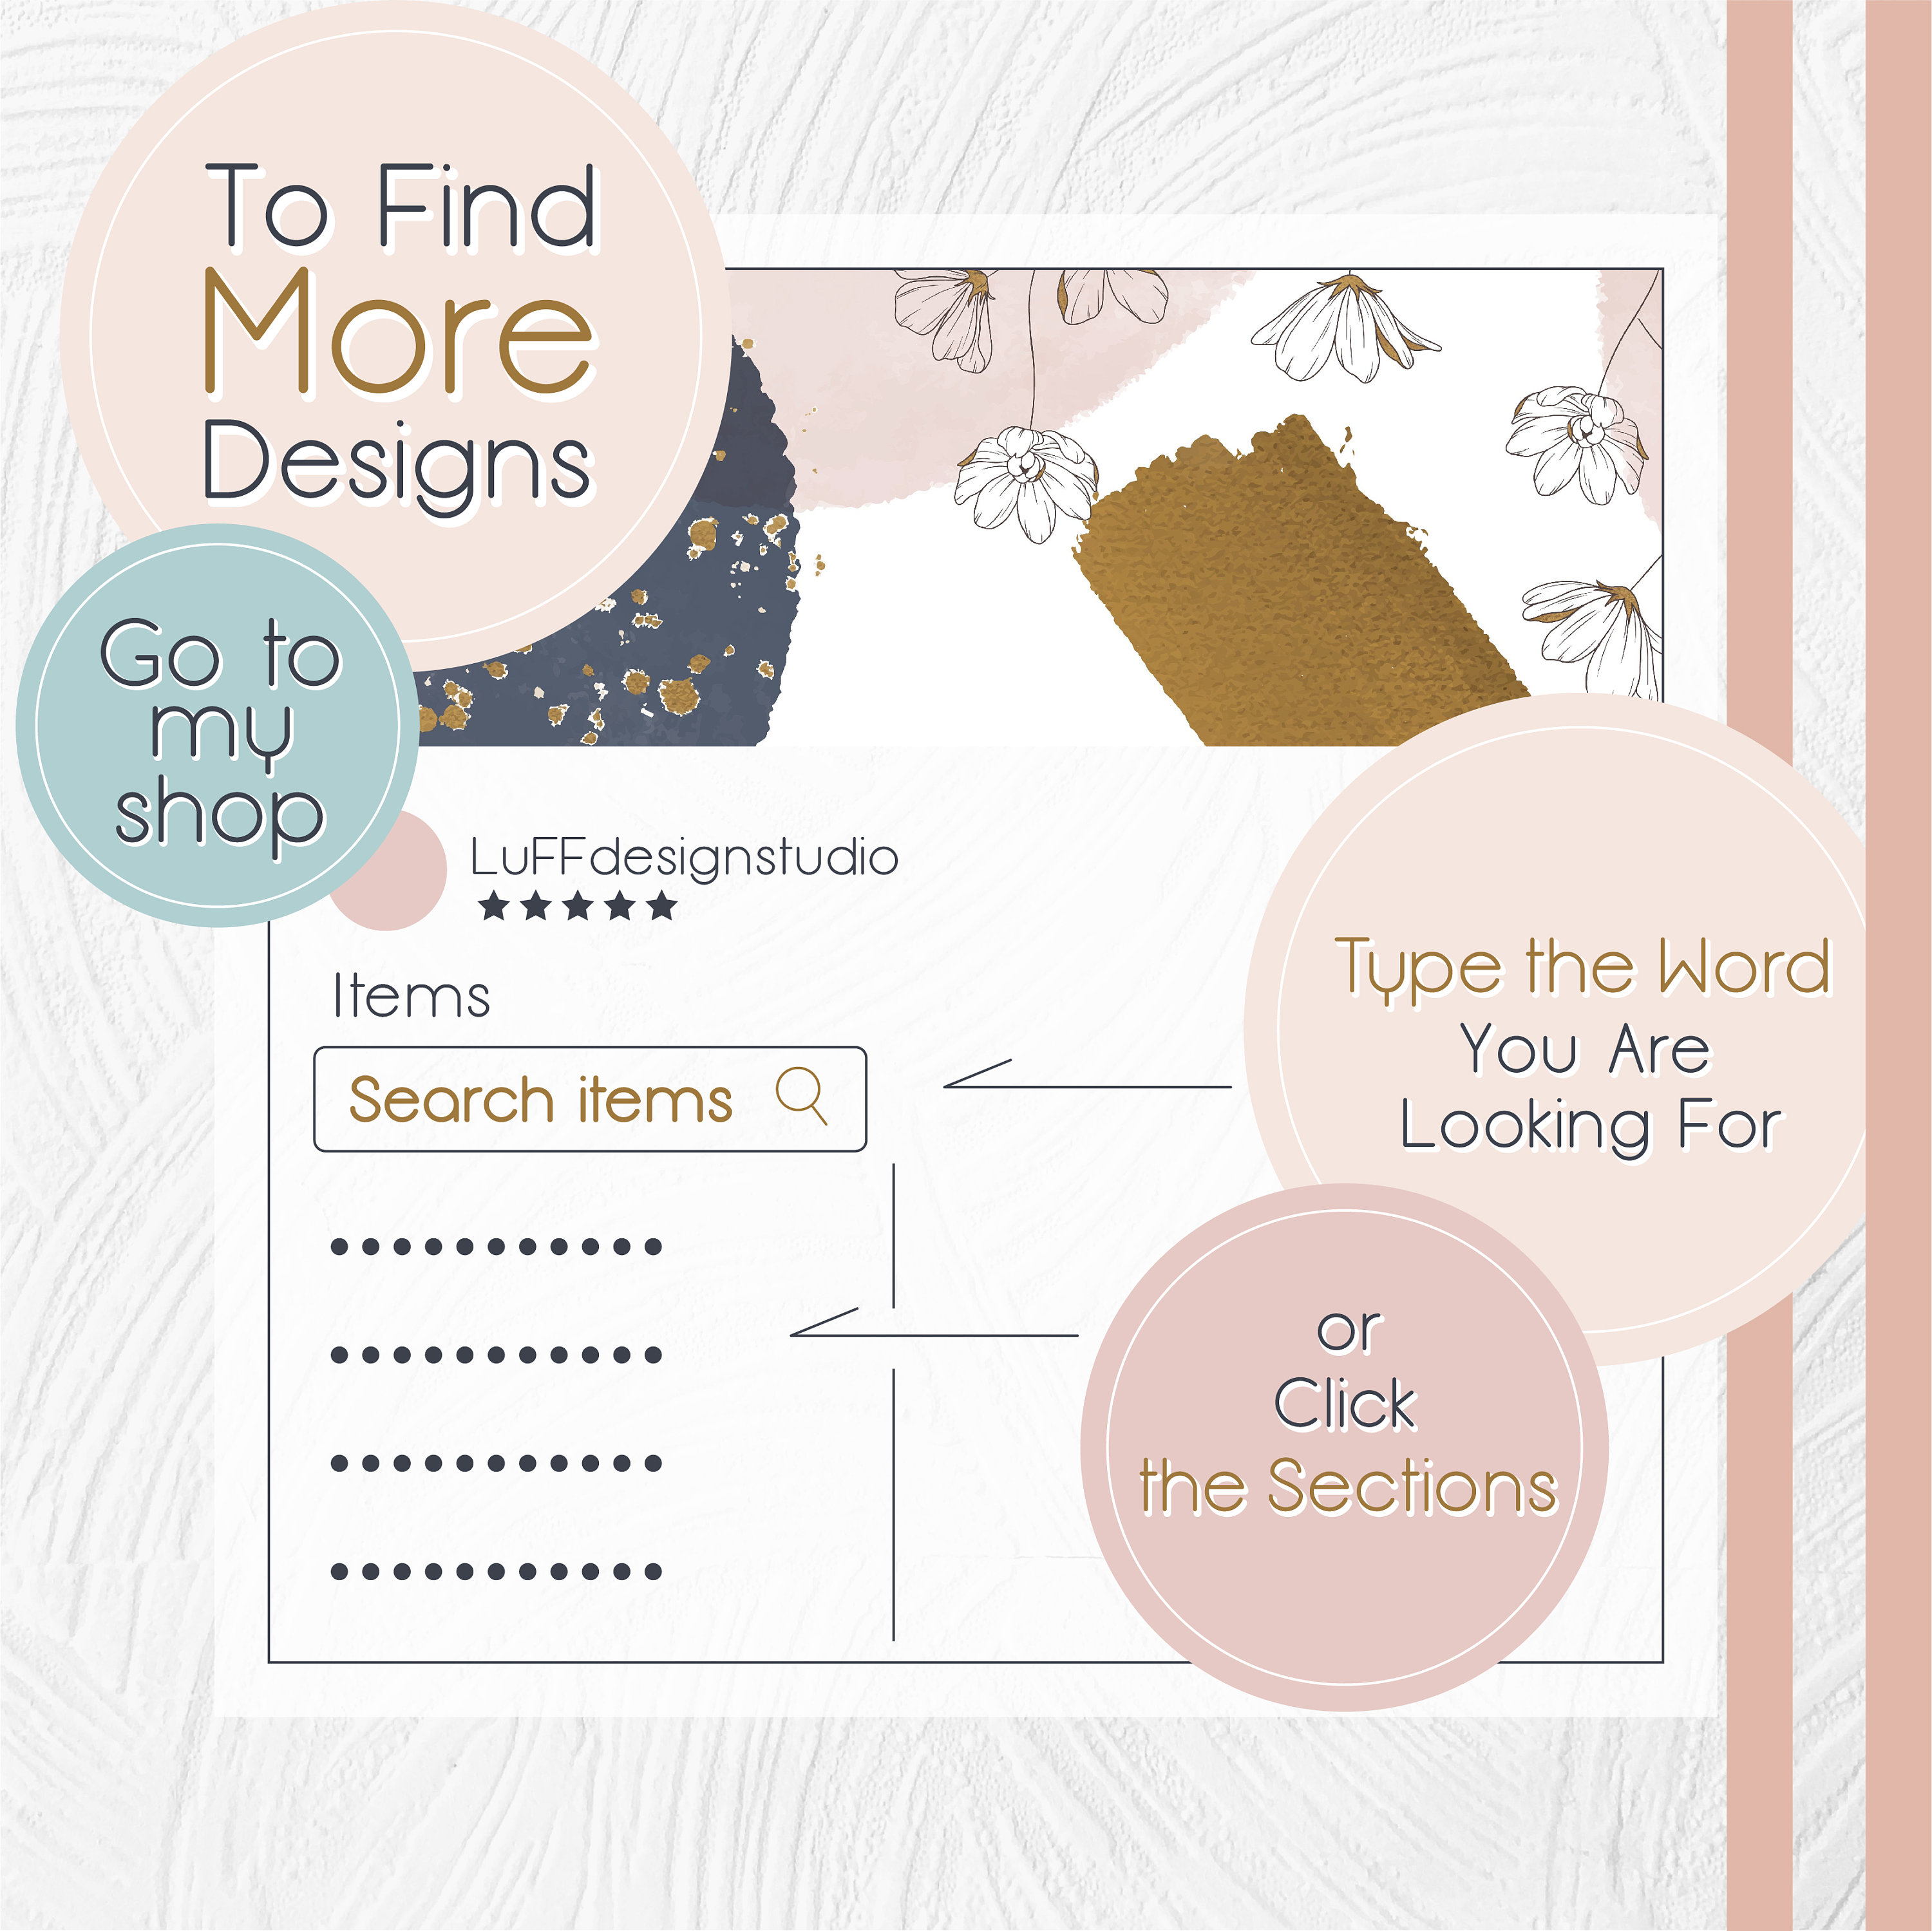 To Find
More
Designs
Go to
my
shop
LuFFdesignstudio
Items
Search items
Type the Word
You Are
Looking For
or
Click
the Sections